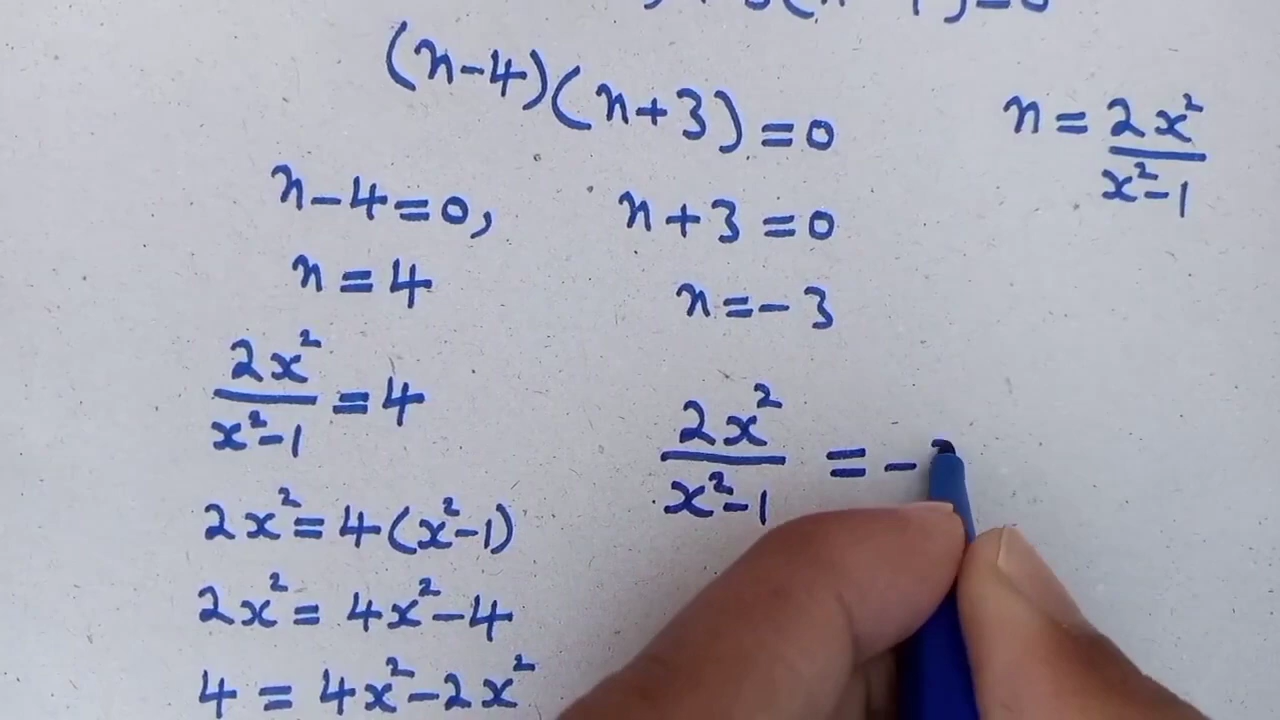 (n-4)(n+3)=0
n = 2x²/x²-1
n-4=0, n+3=0
n=4 n=-3
2x²/x²-1 = 4
2x²/x²-1 = -
2x²=4(x²-1)
2x²=4x²-4
4=4x²-2x²